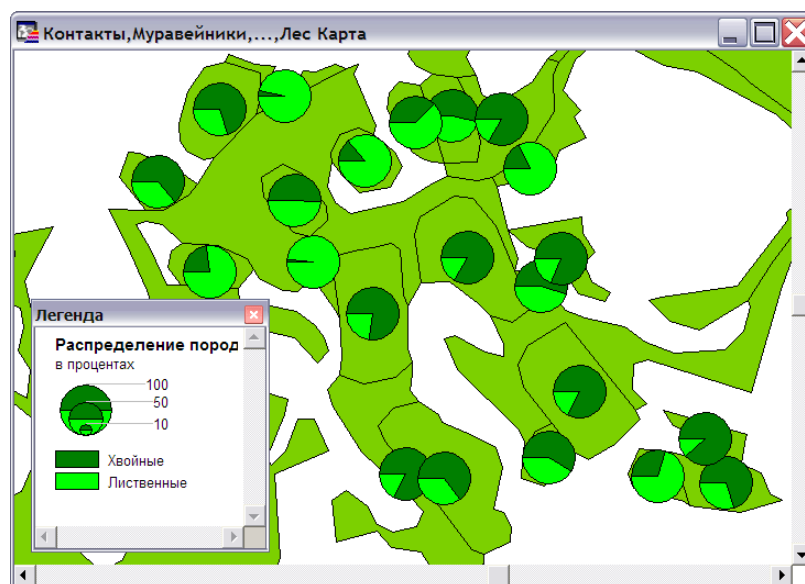 Контакты,Муравейники,...,Лес Карта
Легенда
Распределение пород
в процентах
100
50
10
Хвойные
Лиственные